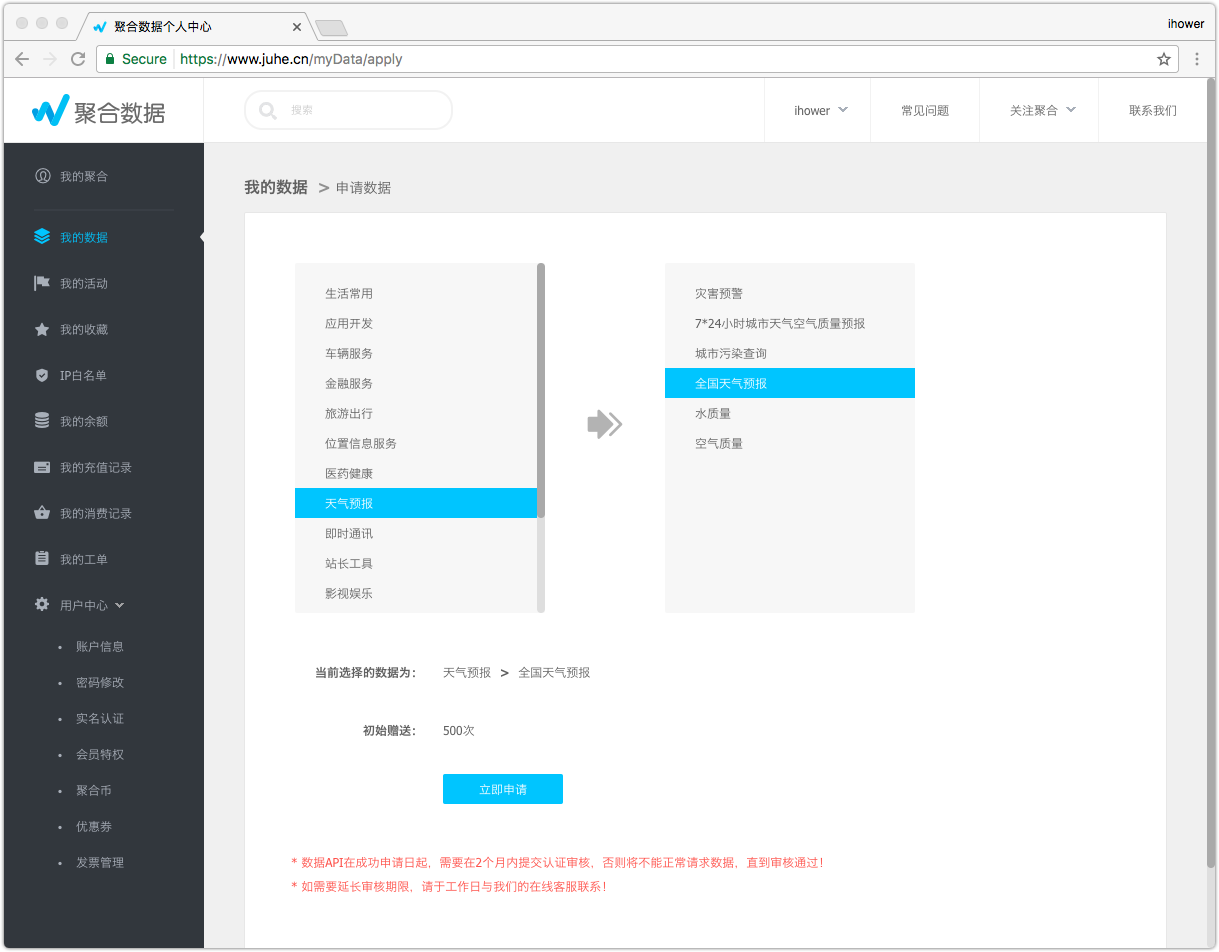 聚合数据个人中心
ihower
Secure
https://www.juhe.cn/myData/apply
聚合数据
搜索
ihower
常见问题
关注聚合
联系我们
我的聚合
我的数据
我的活动
我的收藏
IP白名单
我的余额
我的充值记录
我的消费记录
我的工单
用户中心
• 账户信息
• 密码修改
• 实名认证
• 会员特权
• 聚合币
• 优惠券
• 发票管理
我的数据 > 申请数据
生活常用
应用开发
车辆服务
金融服务
旅游出行
位置信息服务
医药健康
天气预报
即时通讯
站长工具
影视娱乐
灾害预警
7*24小时城市天气空气质量预报
城市污染查询
全国天气预报
水质量
空气质量
当前选择的数据为： 天气预报 > 全国天气预报
初始赠送： 500次
立即申请
* 数据API在成功申请日起，需要在2个月内提交认证审核，否则将不能正常请求数据，直到审核通过！
* 如需要延长审核期限，请于工作日与我们的在线客服联系！